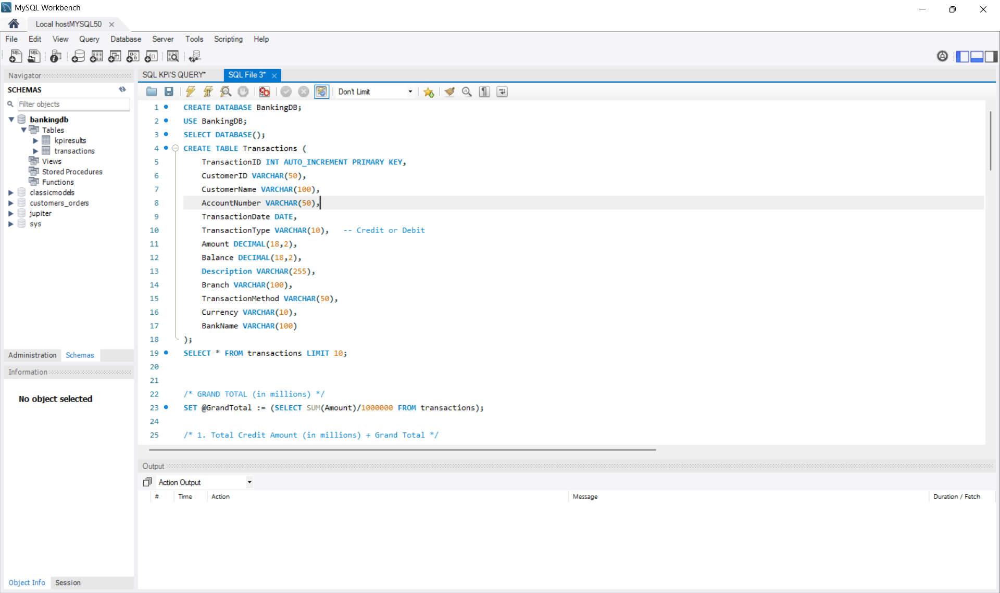 MySQL Workbench
Local hostMYSQL50
File Edit View Query Database Server Tools Scripting Help
Navigator
SCHEMAS
Filter objects
bankingdb
Tables
kpiresults
transactions
Views
Stored Procedures
Functions
classicmodels
customers_orders
jupiter
sys
Administration Schemas
Information
No object selected
Object Info Session
SQL KPI'S QUERY* SQL File 3*
Don't Limit
1 CREATE DATABASE BankingDB;
2 USE BankingDB;
3 SELECT DATABASE();
4 CREATE TABLE Transactions (
5 TransactionID INT AUTO_INCREMENT PRIMARY KEY,
6 CustomerID VARCHAR(50),
7 CustomerName VARCHAR(100),
8 AccountNumber VARCHAR(50),
9 TransactionDate DATE,
10 TransactionType VARCHAR(10), -- Credit or Debit
11 Amount DECIMAL(18,2),
12 Balance DECIMAL(18,2),
13 Description VARCHAR(255),
14 Branch VARCHAR(100),
15 TransactionMethod VARCHAR(50),
16 Currency VARCHAR(10),
17 BankName VARCHAR(100)
18 );
19 SELECT * FROM transactions LIMIT 10;
20
21
22 /* GRAND TOTAL (in millions) */
23 SET @GrandTotal := (SELECT SUM(Amount)/1000000 FROM transactions);
24
25 /* 1. Total Credit Amount (in millions) + Grand Total */
Output
Action Output
# Time Action Message Duration / Fetch